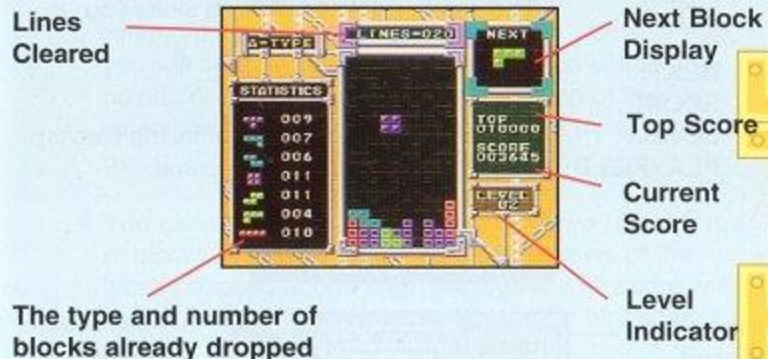 Lines
Cleared
A-TYPE
LINES-020
NEXT
Next Block
Display
STATISTICS
009
007
006
011
011
004
010
TOP
010000
SCORE
003645
Top Score
Current
Score
LEVEL
02
Level
Indicator
The type and number of
blocks already dropped